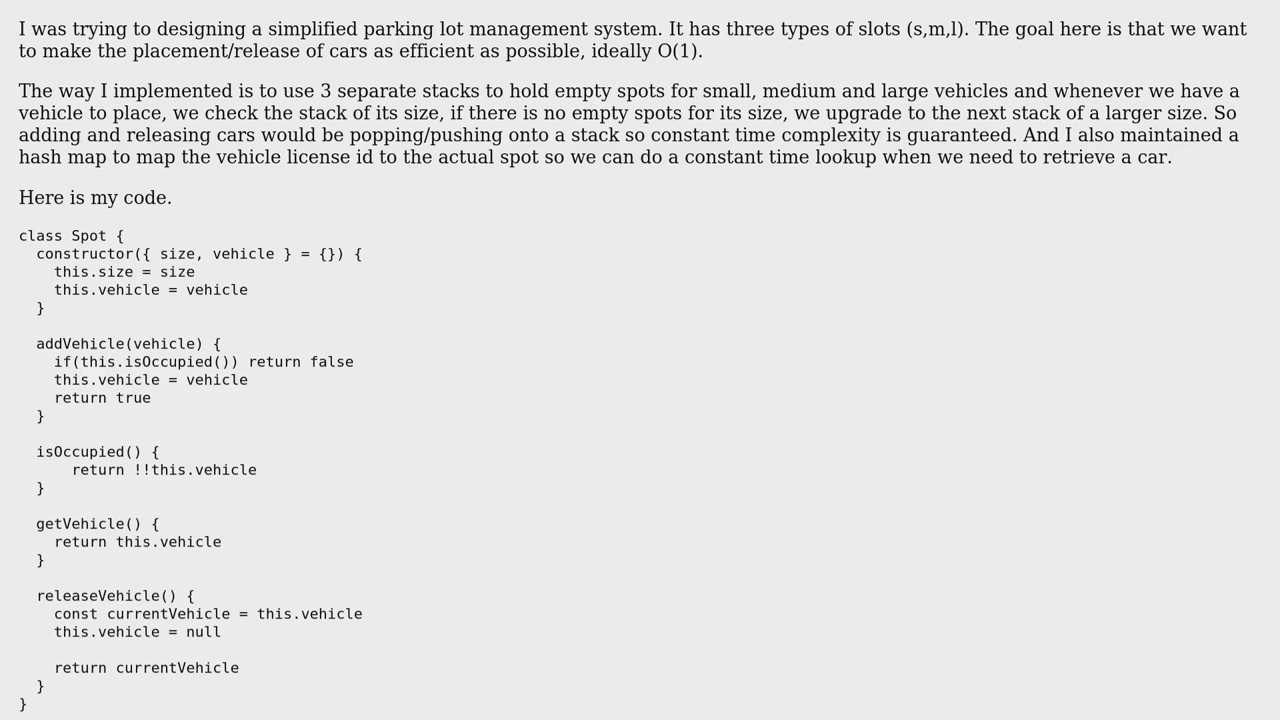 I was trying to designing a simplified parking lot management system. It has three types of slots (s,m,l). The goal here is that we want
to make the placement/release of cars as efficient as possible, ideally O(1).
The way I implemented is to use 3 separate stacks to hold empty spots for small, medium and large vehicles and whenever we have a
vehicle to place, we check the stack of its size, if there is no empty spots for its size, we upgrade to the next stack of a larger size. So
adding and releasing cars would be popping/pushing onto a stack so constant time complexity is guaranteed. And I also maintained a
hash map to map the vehicle license id to the actual spot so we can do a constant time lookup when we need to retrieve a car.
Here is my code.
class Spot {
  constructor({ size, vehicle } = {}) {
    this.size = size
    this.vehicle = vehicle
  }
  addVehicle(vehicle) {
    if(this.isOccupied()) return false
    this.vehicle = vehicle
    return true
  }
  isOccupied() {
      return !!this.vehicle
  }
  getVehicle() {
    return this.vehicle
  }
  releaseVehicle() {
    const currentVehicle = this.vehicle
    this.vehicle = null
    return currentVehicle
  }
}